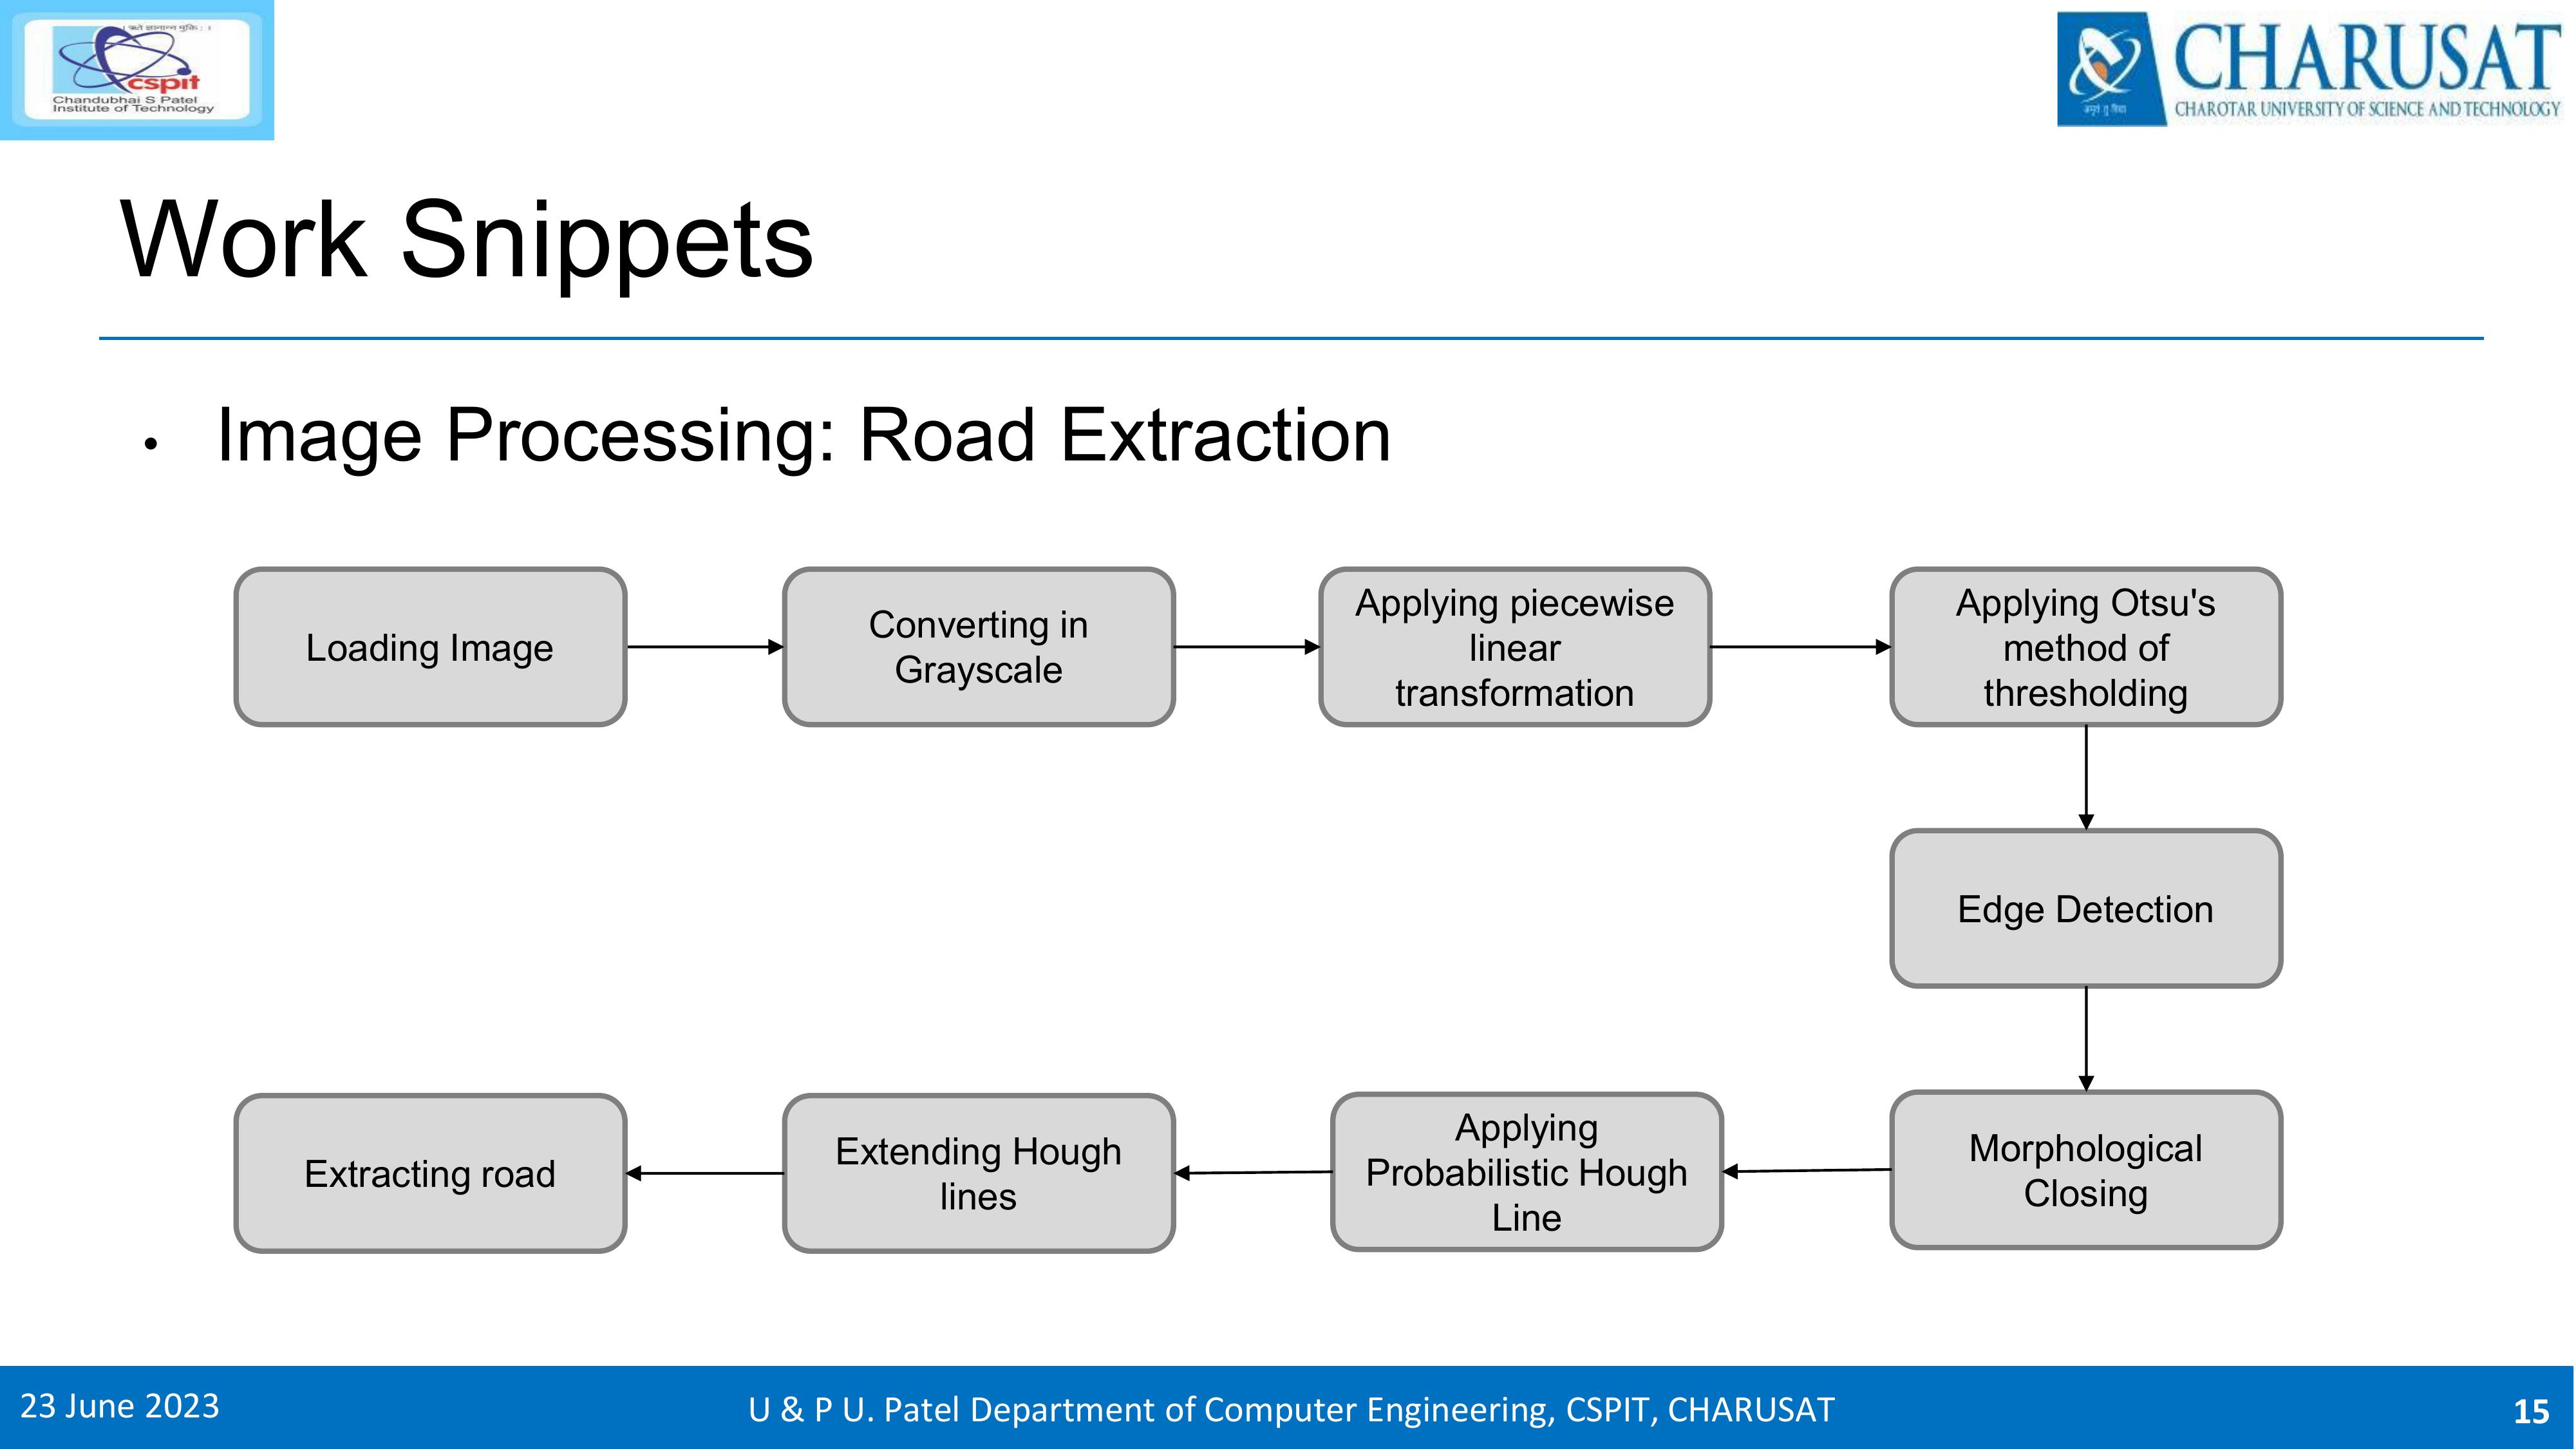 । ऋते ज्ञानान्न मुक्तिः ।
cspit
Chandubhai S Patel
Institute of Technology
CHARUSAT
CHAROTAR UNIVERSITY OF SCIENCE AND TECHNOLOGY
Work Snippets
• Image Processing: Road Extraction
Loading Image
Converting in
Grayscale
Applying piecewise
linear
transformation
Applying Otsu's
method of
thresholding
Edge Detection
Morphological
Closing
Applying
Probabilistic Hough
Line
Extending Hough
lines
Extracting road
23 June 2023
U & P U. Patel Department of Computer Engineering, CSPIT, CHARUSAT
15